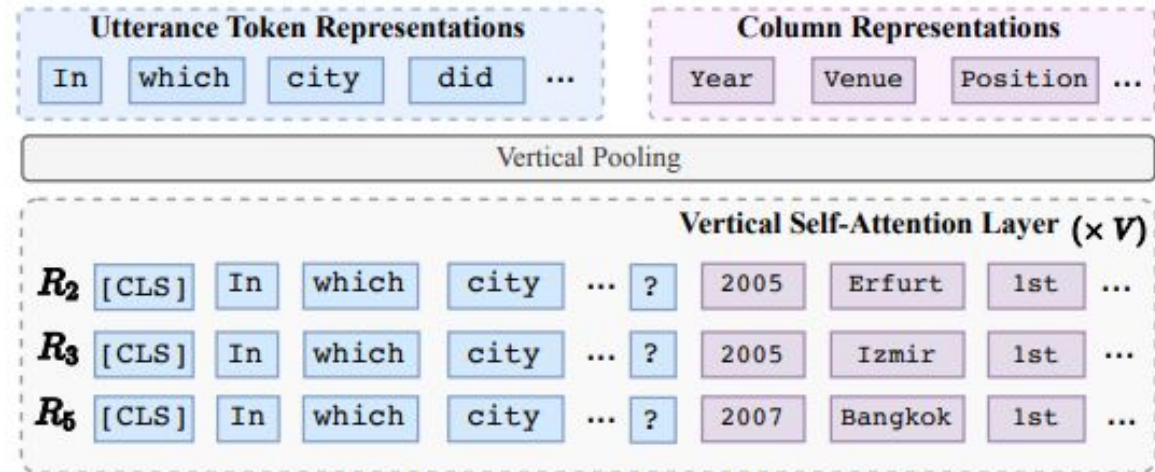 Utterance Token Representations
In which city did ...
Column Representations
Year Venue Position ...
Vertical Pooling
Vertical Self-Attention Layer (× V)
R2 [CLS] In which city ... ? 2005 Erfurt 1st ...
R3 [CLS] In which city ... ? 2005 Izmir 1st ...
R5 [CLS] In which city ... ? 2007 Bangkok 1st ...